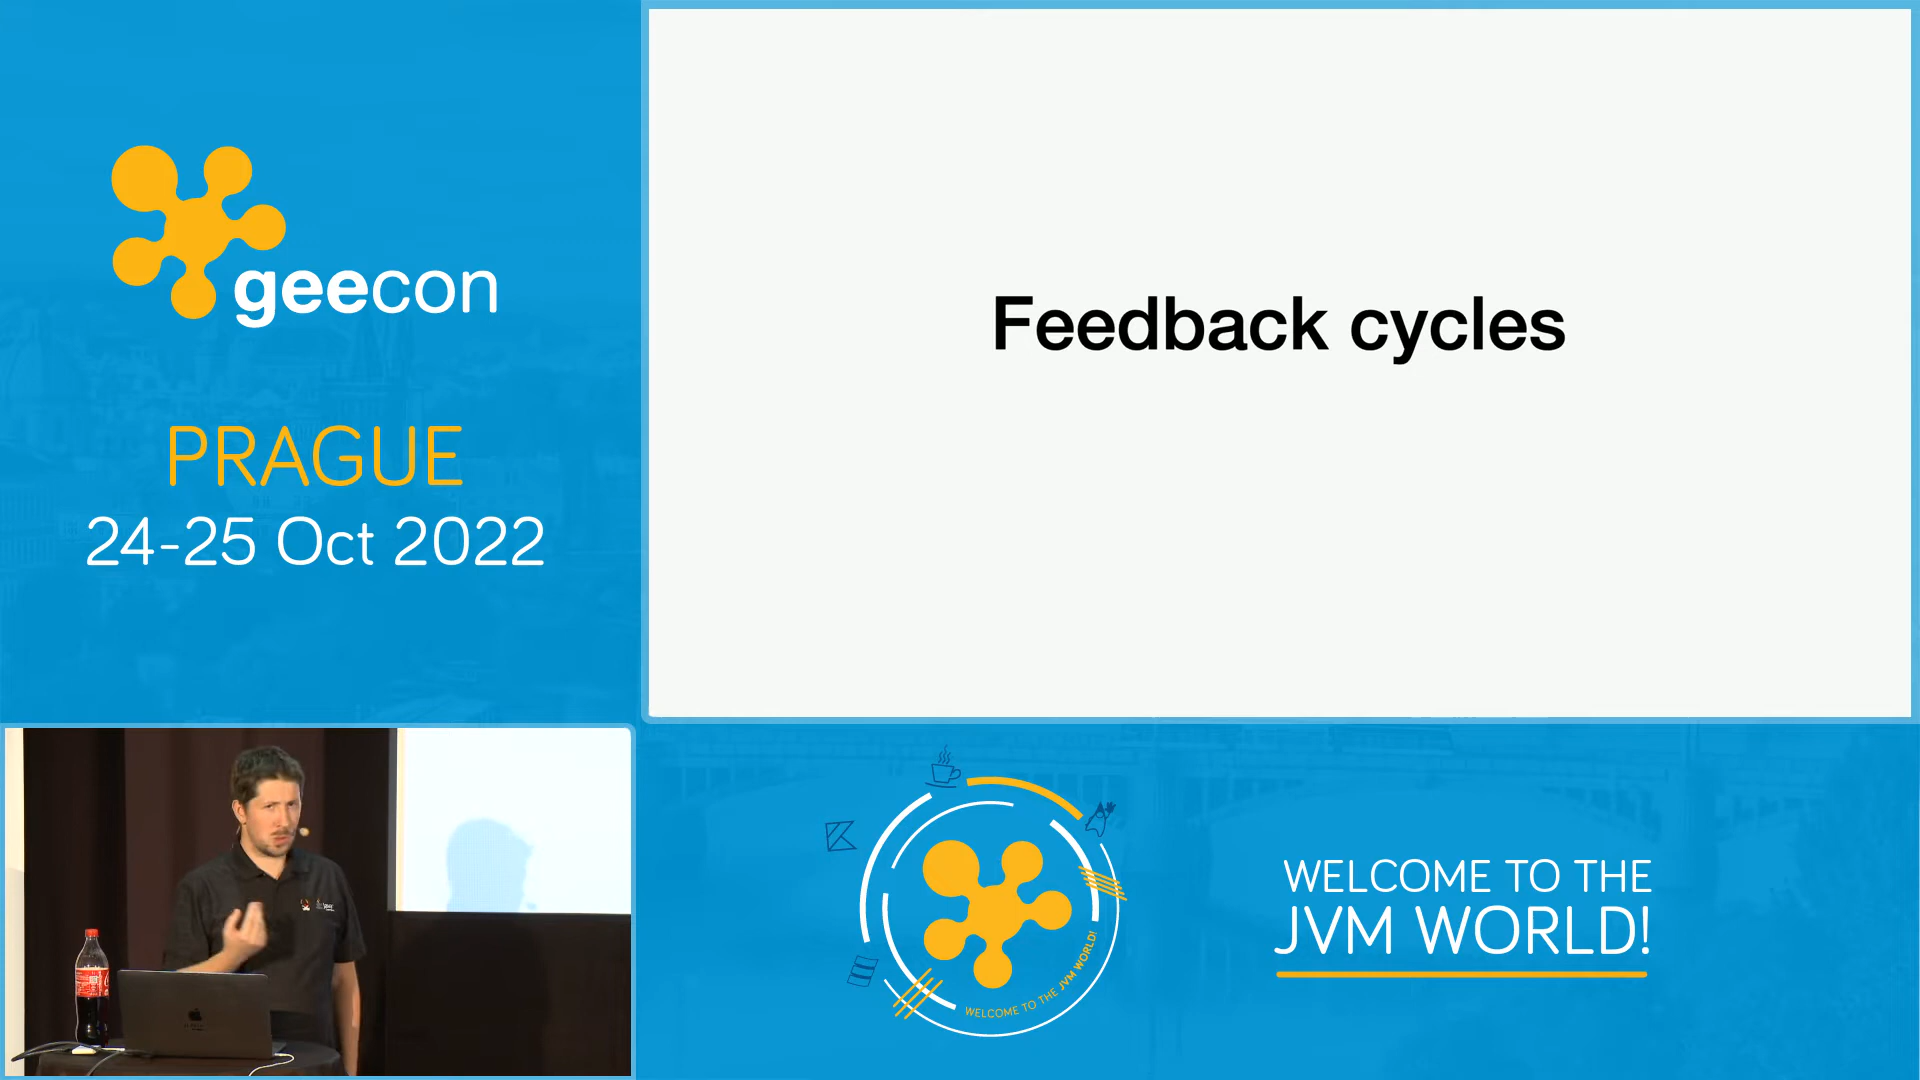 geecon
PRAGUE
24-25 Oct 2022
Feedback cycles
WELCOME TO THE JVM WORLD!
WELCOME TO THE
JVM WORLD!